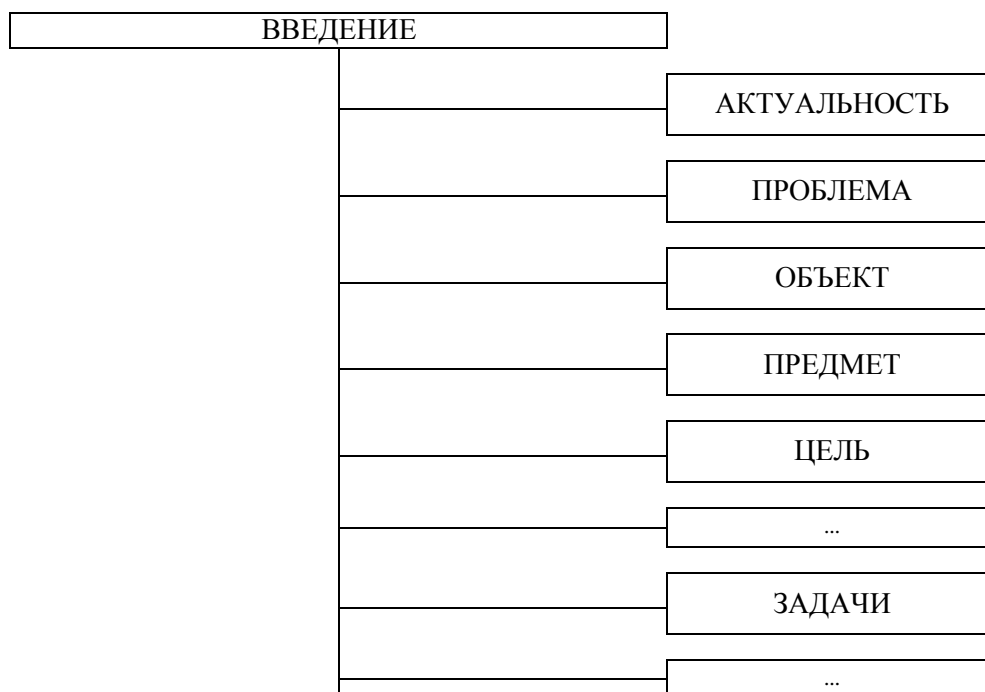 ВВЕДЕНИЕ
АКТУАЛЬНОСТЬ
ПРОБЛЕМА
ОБЪЕКТ
ПРЕДМЕТ
ЦЕЛЬ
...
ЗАДАЧИ
...